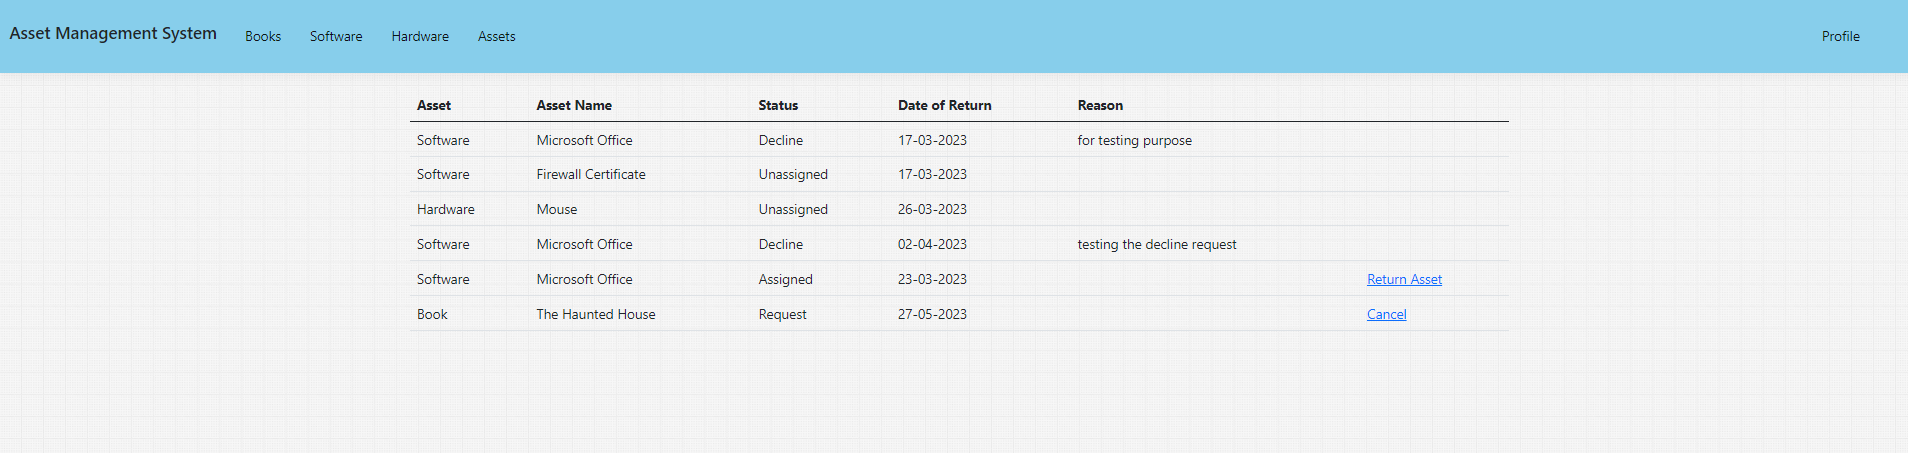 Asset Management System Books Software Hardware Assets Profile
Asset Asset Name Status Date of Return Reason
Software Microsoft Office Decline 17-03-2023 for testing purpose
Software Firewall Certificate Unassigned 17-03-2023
Hardware Mouse Unassigned 26-03-2023
Software Microsoft Office Decline 02-04-2023 testing the decline request
Software Microsoft Office Assigned 23-03-2023 Return Asset
Book The Haunted House Request 27-05-2023 Cancel